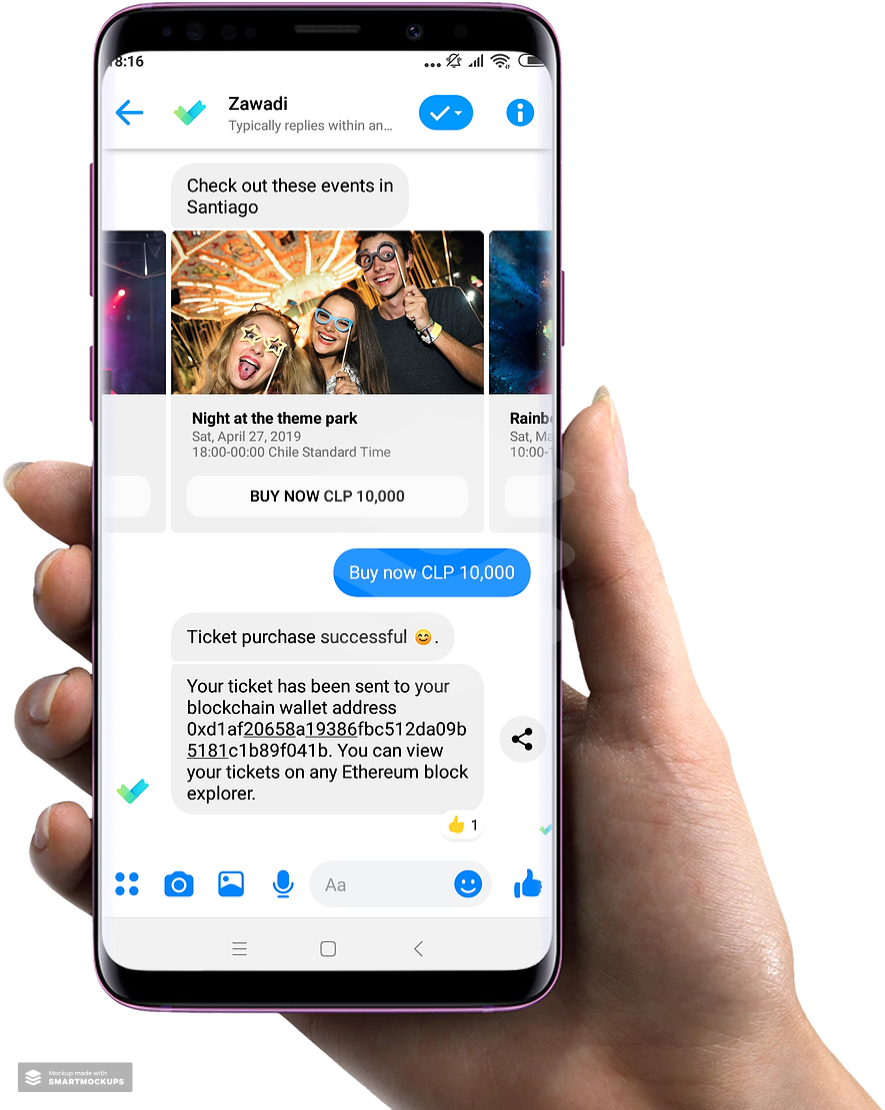 8:16
Zawadi
Typically replies within an...
Check out these events in
Santiago
Night at the theme park
Sat, April 27, 2019
18:00-00:00 Chile Standard Time
BUY NOW CLP 10,000
Sat,
10:00-
Buy now CLP 10,000
Ticket purchase successful 😊.
Your ticket has been sent to your
blockchain wallet address
0xd1af20658a19386fbc512da09b
5181c1b89f041b. You can view
your tickets on any Ethereum block
explorer.
👍 1
Aa
Mockup made with
SMARTMOCKUPS